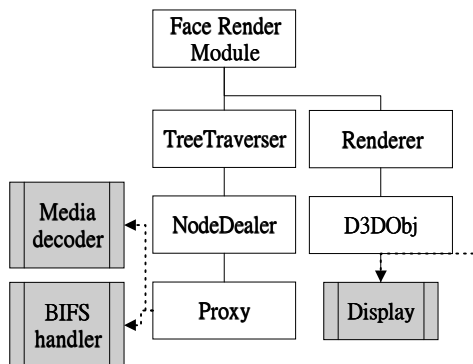 Face Render
Module
TreeTraverser
Renderer
Media
decoder
NodeDealer
D3DObj
BIFS
handler
Proxy
Display